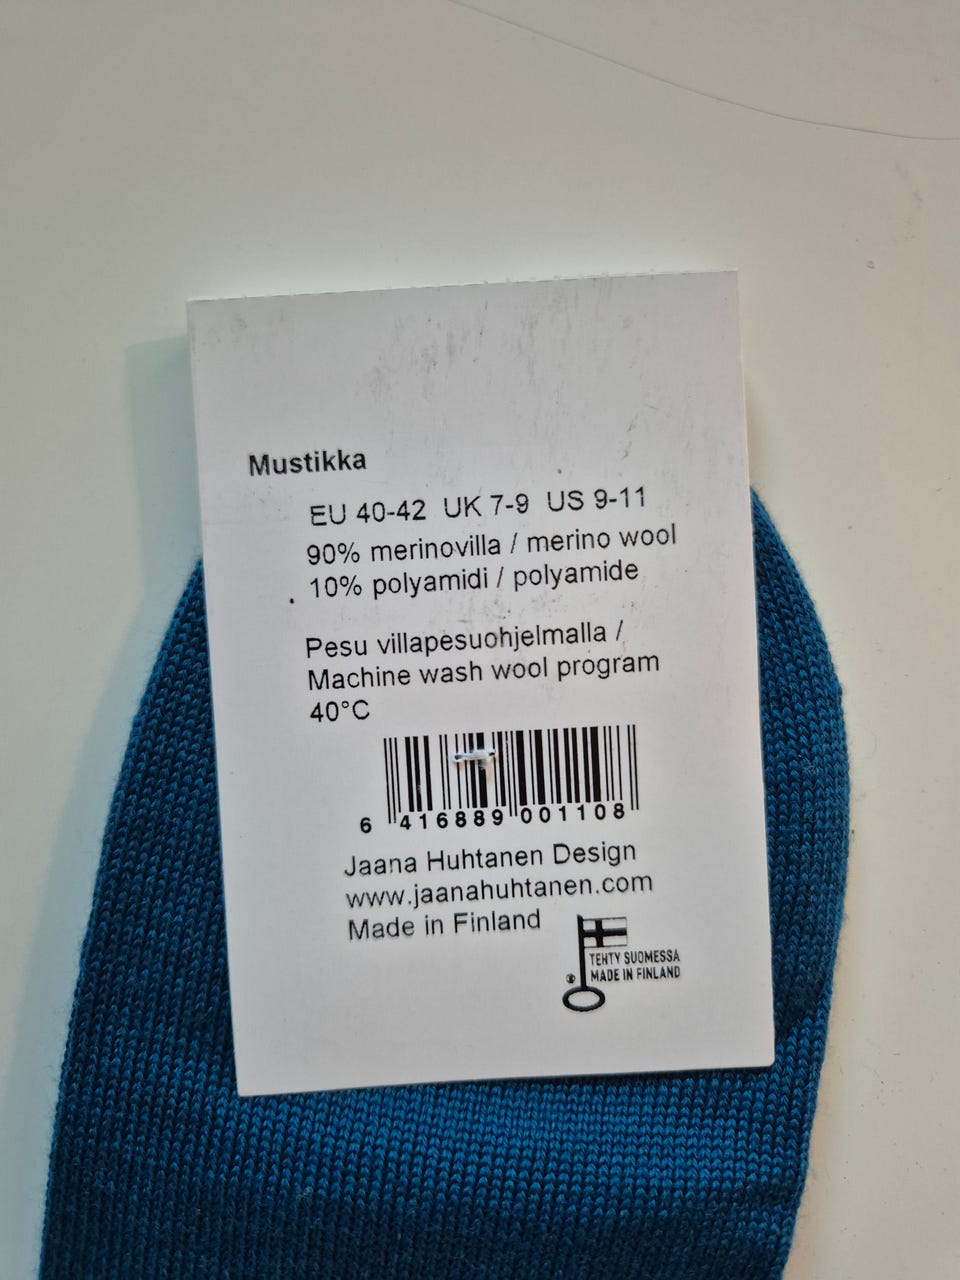 Mustikka
EU 40-42 UK 7-9 US 9-11
90% merinovilla / merino wool
10% polyamidi / polyamide
Pesu villapesuohjelmalla /
Machine wash wool program
40°C
6 416889 001108
Jaana Huhtanen Design
www.jaanahuhtanen.com
Made in Finland
TEHTY SUOMESSA
® MADE IN FINLAND